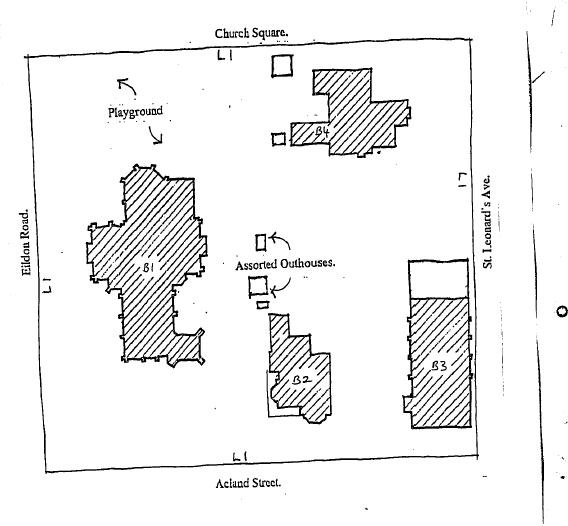 Church Square.
L1
Playground
B4
L1
St. Leonard's Ave.
Eildon Road.
B1
Assorted Outhouses.
L1
B2
B3
L1
Acland Street.